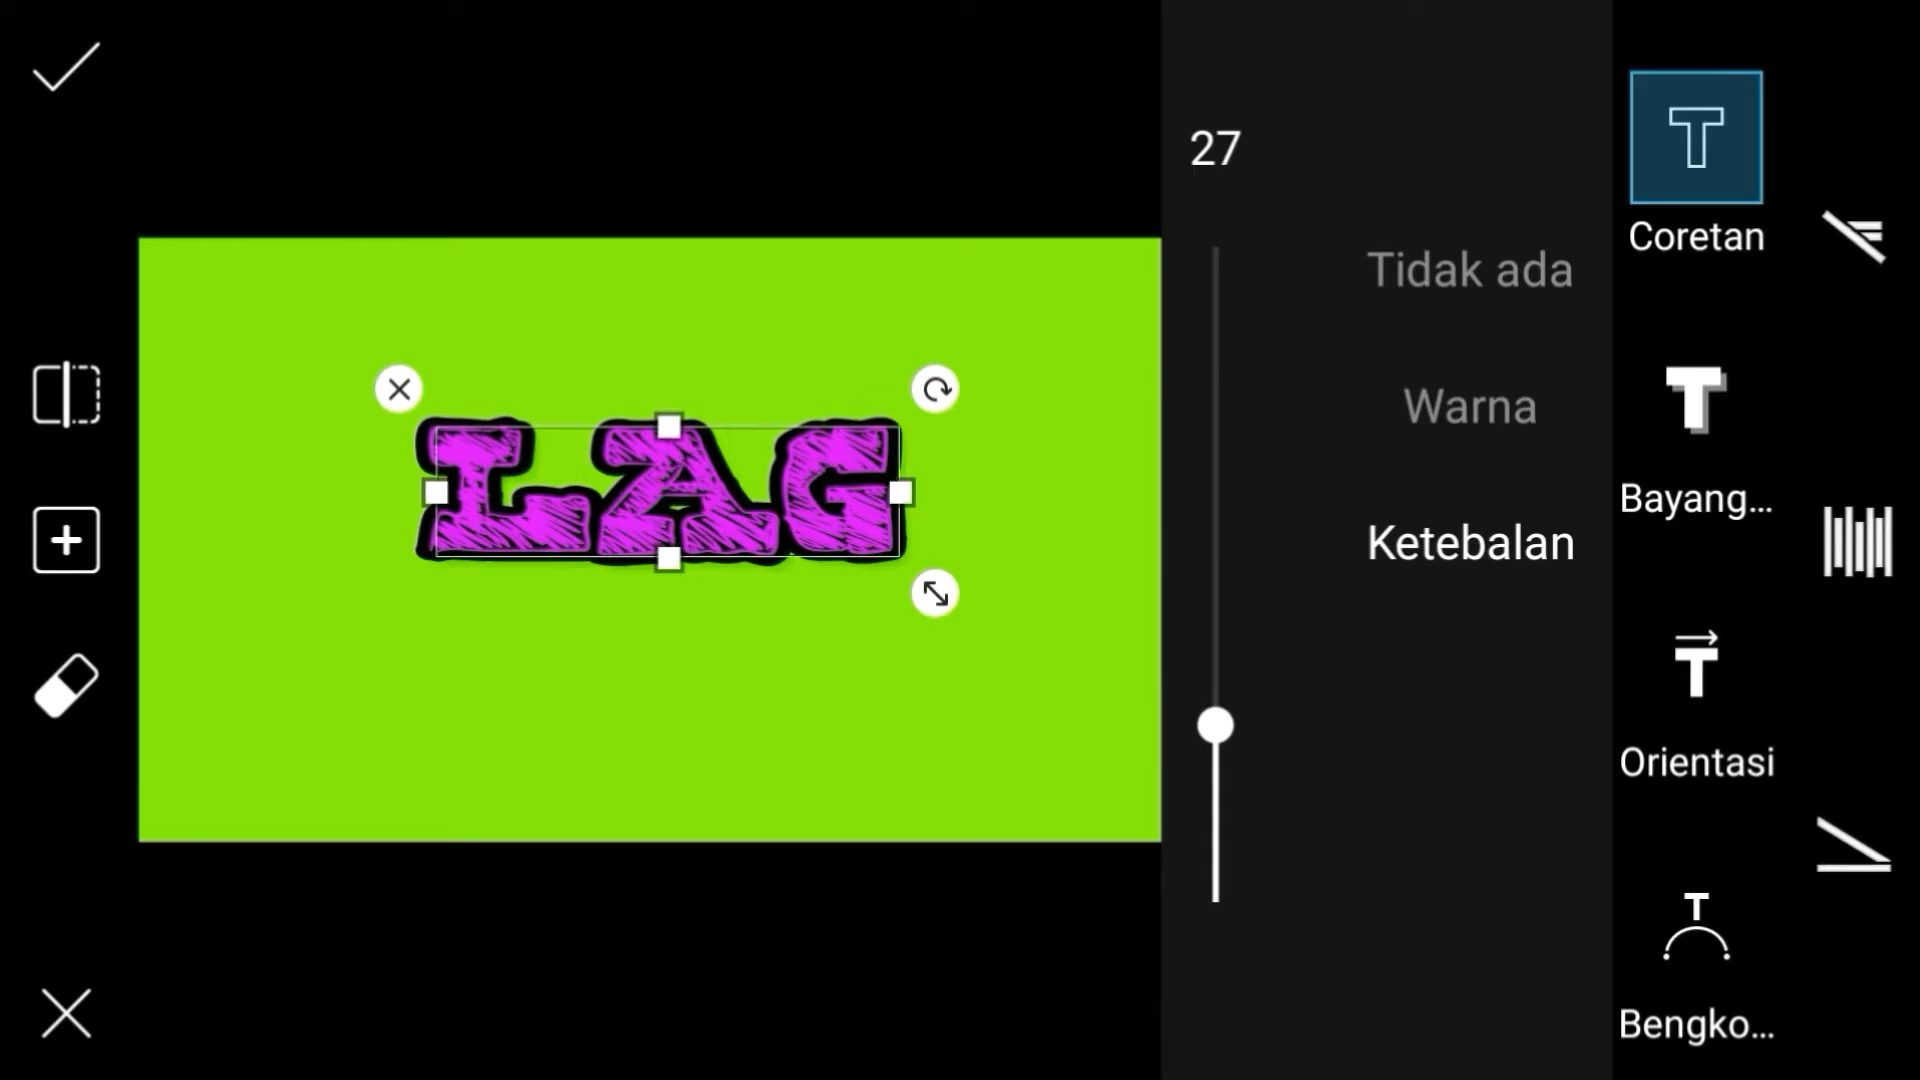 27
Tidak ada
Warna
Ketebalan
LAG
Coretan
Bayang...
Orientasi
Bengko...